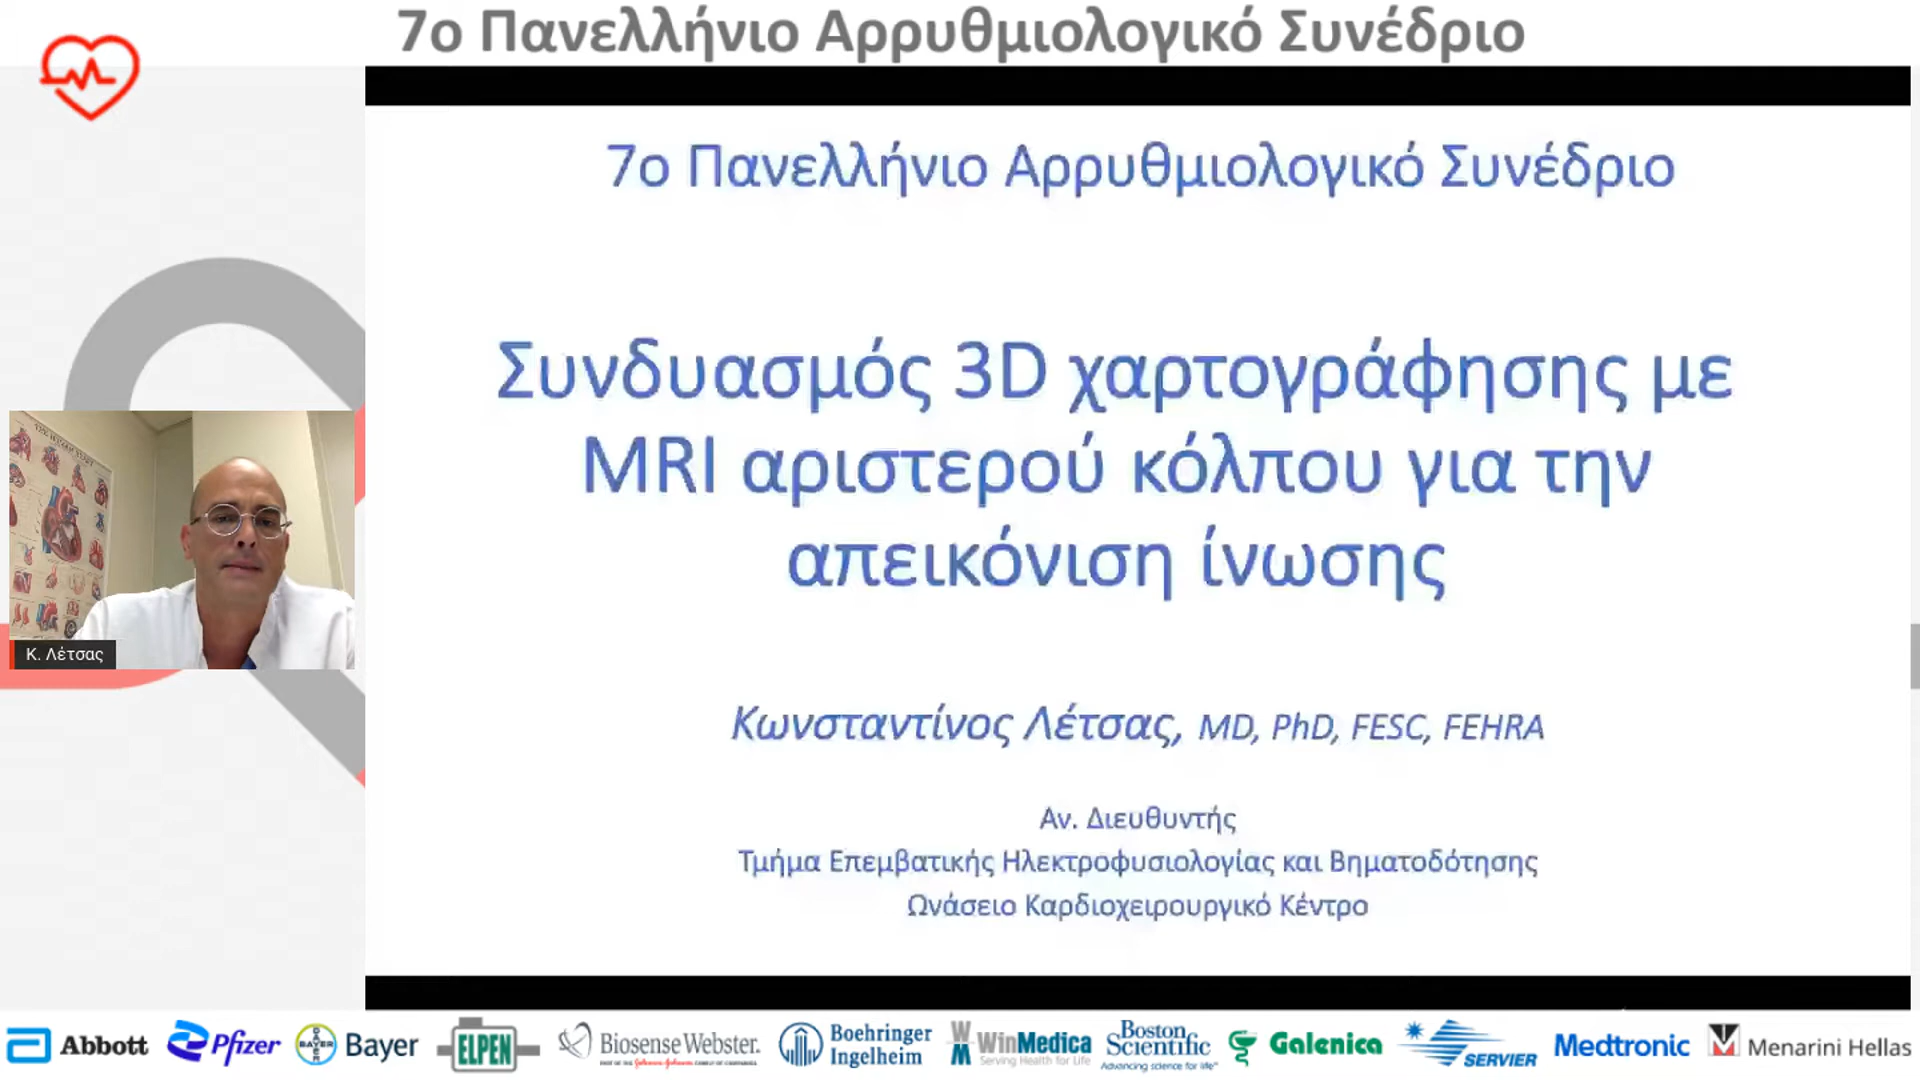 7ο Πανελλήνιο Αρρυθμιολογικό Συνέδριο
7ο Πανελλήνιο Αρρυθμιολογικό Συνέδριο
Συνδυασμός 3D χαρτογράφησης με
MRI αριστερού κόλπου για την
απεικόνιση ίνωσης
Κωνσταντίνος Λέτσας, MD, PhD, FESC, FEHRA
Αν. Διευθυντής
Τμήμα Επεμβατικής Ηλεκτροφυσιολογίας και Βηματοδότησης
Ωνάσειο Καρδιοχειρουργικό Κέντρο
THE HUMAN HEART
Κ. Λέτσας
Abbott
Pfizer
BAYER
Bayer
ELPEN
Biosense Webster.
PART OF THE Johnson & Johnson FAMILY OF COMPANIES
Boehringer
Ingelheim
WinMedica
Serving Health for Life
Boston
Scientific
Advancing science for life™
Galenica
SERVIER
Medtronic
Menarini Hellas